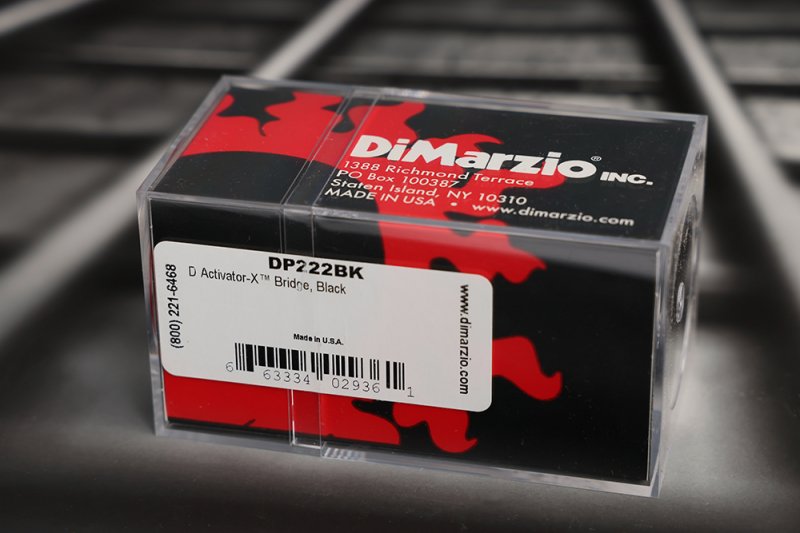 DiMarzio® INC.
1388 Richmond Terrace
PO Box 100387
Staten Island, NY 10310
MADE IN USA • www.dimarzio.com
DP222BK
D Activator-X™ Bridge, Black
(800) 221-6468
www.dimarzio.com
Made in U.S.A.
6 63334 02936 1